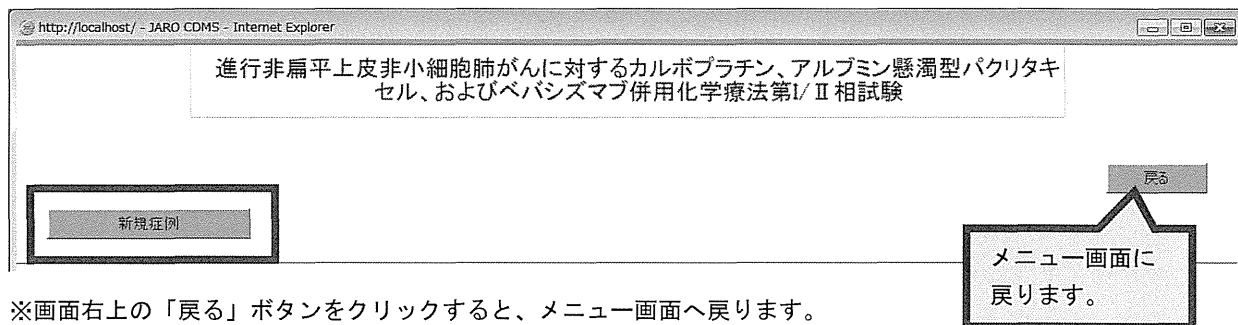 http://localhost/ - JARO CDMS - Internet Explorer
進行非扁平上皮非小細胞肺がんに対するカルボプラチン、アルブミン懸濁型パクリタキ
セル、およびベバシズマブ併用化学療法第Ⅰ/Ⅱ相試験
戻る
新規症例
メニュー画面に
戻ります。
※画面右上の「戻る」ボタンをクリックすると、メニュー画面へ戻ります。